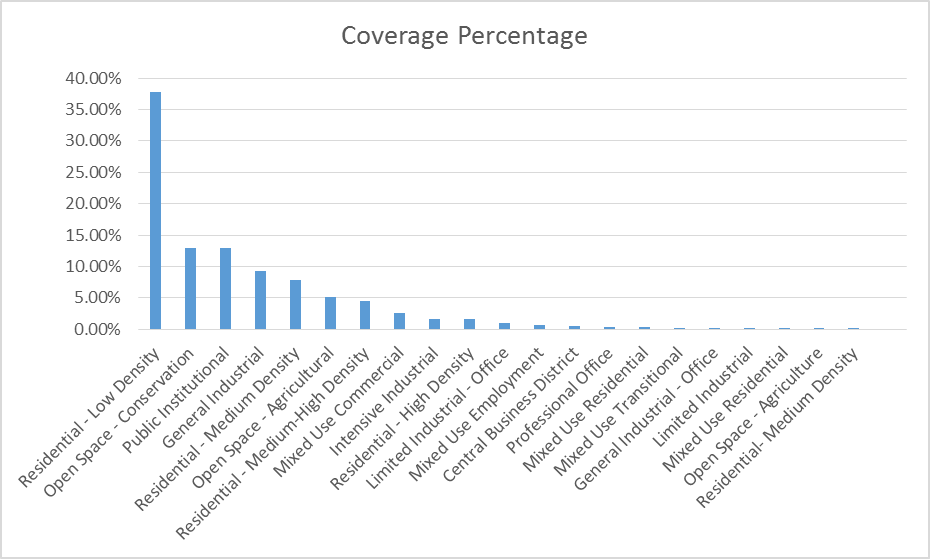 Coverage Percentage
40.00%
35.00%
30.00%
25.00%
20.00%
15.00%
10.00%
5.00%
0.00%
Residential - Low Density
Open Space - Conservation
Public Institutional
General Industrial
Residential - Medium Density
Open Space - Agricultural
Residential - Medium-High Density
Mixed Use Commercial
Intensive Industrial
Residential - High Density
Limited Industrial - Office
Mixed Use Employment
Central Business District
Professional Office
Mixed Use Residential
Mixed Use Transitional
General Industrial - Office
Limited Industrial
Mixed Use Residential
Open Space - Agriculture
Residential- Medium Density